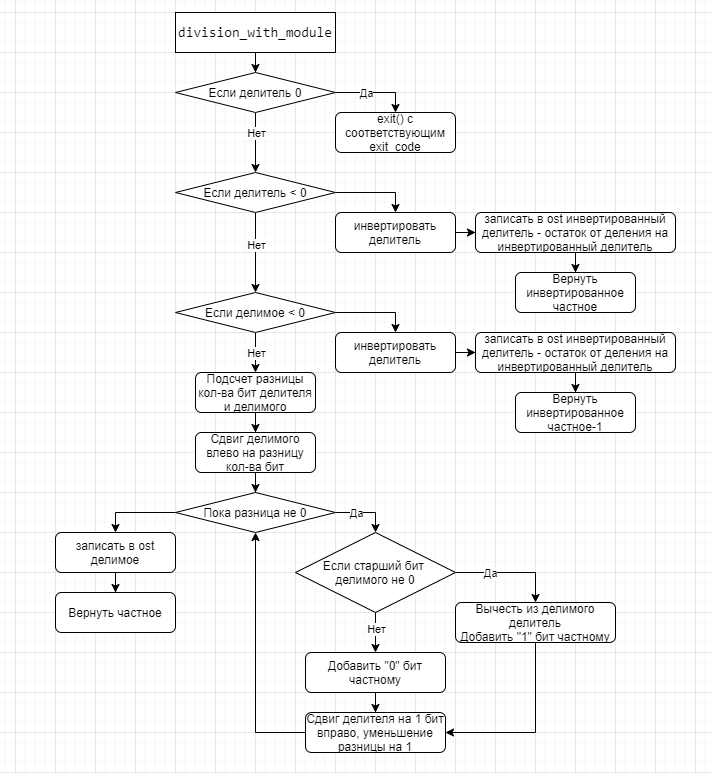 division_with_module
Если делитель 0
Да
exit() с
соответствующим
exit_code
Нет
Если делитель < 0
инвертировать
делитель
записать в ost инвертированный
делитель - остаток от деления на
инвертированный делитель
Нет
Вернуть
инвертированное
частное
Если делимое < 0
инвертировать
делитель
записать в ost инвертированный
делитель - остаток от деления на
инвертированный делитель
Нет
Вернуть
инвертированное
частное-1
Подсчет разницы
кол-ва бит делителя
и делимого
Сдвиг делимого
влево на разницу
кол-ва бит
Пока разница не 0
Да
записать в ost
делимое
Вернуть частное
Если старший бит
делимого не 0
Да
Вычесть из делимого
делитель
Добавить "1" бит частному
Нет
Добавить "0" бит
частному
Сдвиг делителя на 1 бит
вправо, уменьшение
разницы на 1